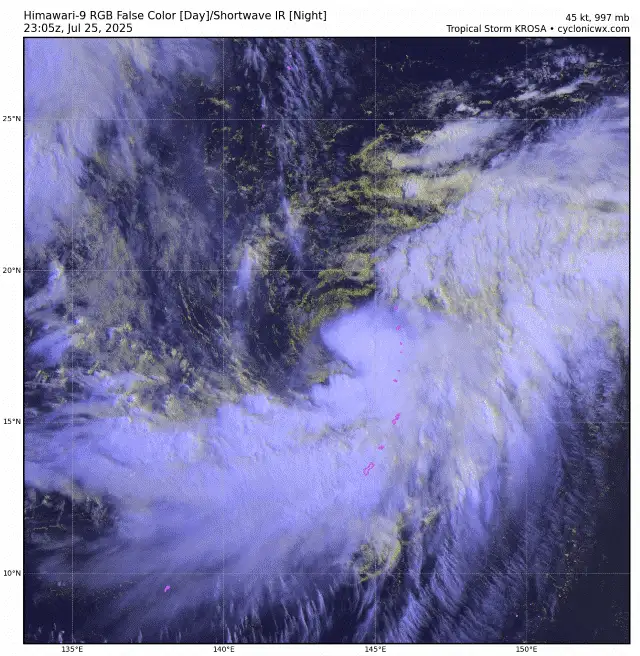 Himawari-9 RGB False Color [Day]/Shortwave IR [Night]
23:05z, Jul 25, 2025
45 kt, 997 mb
Tropical Storm KROSA • cyclonicwx.com
25°N
20°N
15°N
10°N
135°E
140°E
145°E
150°E